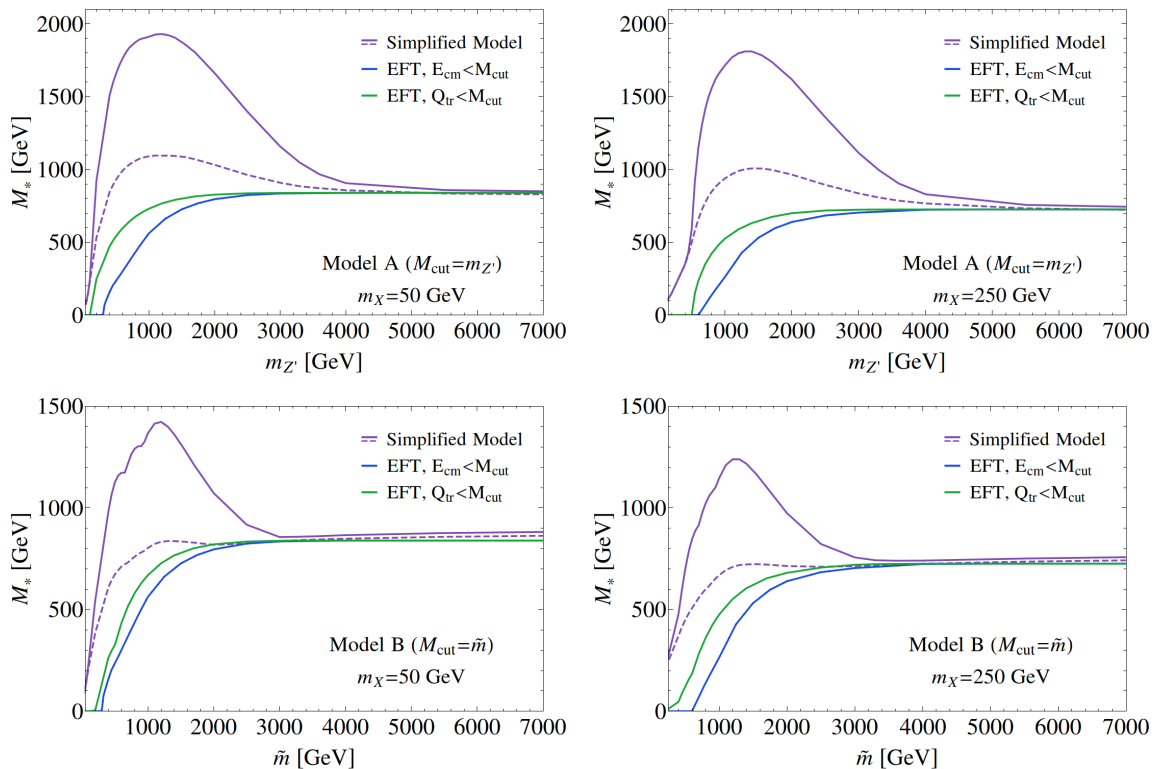 2000
1500
1000
500
0
M* [GeV]
Simplified Model
EFT, Ecm<Mcut
EFT, Qtr<Mcut
Model A (Mcut=mZ')
mX=50 GeV
1000 2000 3000 4000 5000 6000 7000
mZ' [GeV]
2000
1500
1000
500
0
M* [GeV]
Simplified Model
EFT, Ecm<Mcut
EFT, Qtr<Mcut
Model A (Mcut=mZ')
mX=250 GeV
1000 2000 3000 4000 5000 6000 7000
mZ' [GeV]
1500
1000
500
0
M* [GeV]
Simplified Model
EFT, Ecm<Mcut
EFT, Qtr<Mcut
Model B (Mcut=m̃)
mX=50 GeV
1000 2000 3000 4000 5000 6000 7000
m̃ [GeV]
1500
1000
500
0
M* [GeV]
Simplified Model
EFT, Ecm<Mcut
EFT, Qtr<Mcut
Model B (Mcut=m̃)
mX=250 GeV
1000 2000 3000 4000 5000 6000 7000
m̃ [GeV]